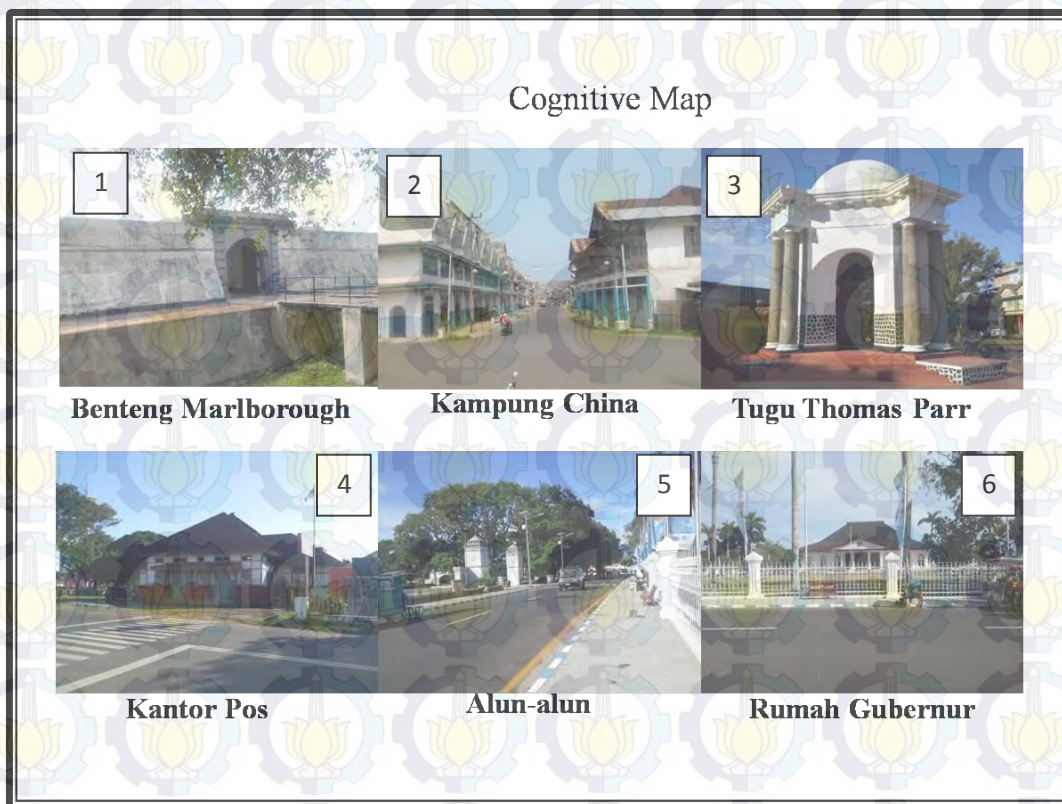 Cognitive Map
1
2
3
Benteng Marlborough
Kampung China
Tugu Thomas Parr
4
5
6
Kantor Pos
Alun-alun
Rumah Gubernur